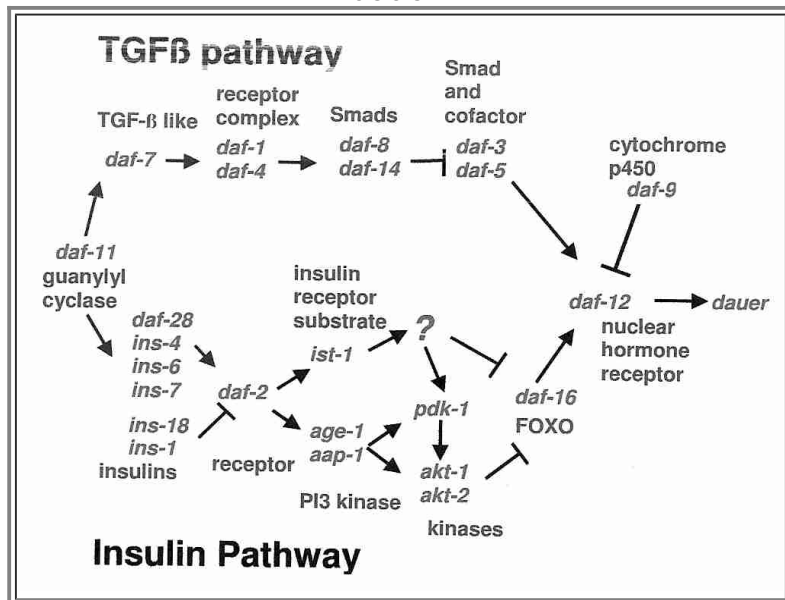 TGFß pathway
TGF-ß like
daf-7
receptor
complex
daf-1
daf-4
Smads
daf-8
daf-14
Smad
and
cofactor
daf-3
daf-5
cytochrome
p450
daf-9
daf-11
guanylyl
cyclase
daf-28
ins-4
ins-6
ins-7
ins-18
ins-1
insulins
daf-2
receptor
insulin
receptor
substrate
ist-1
?
age-1
aap-1
PI3 kinase
pdk-1
akt-1
akt-2
kinases
daf-16
FOXO
daf-12
nuclear
hormone
receptor
dauer
Insulin Pathway